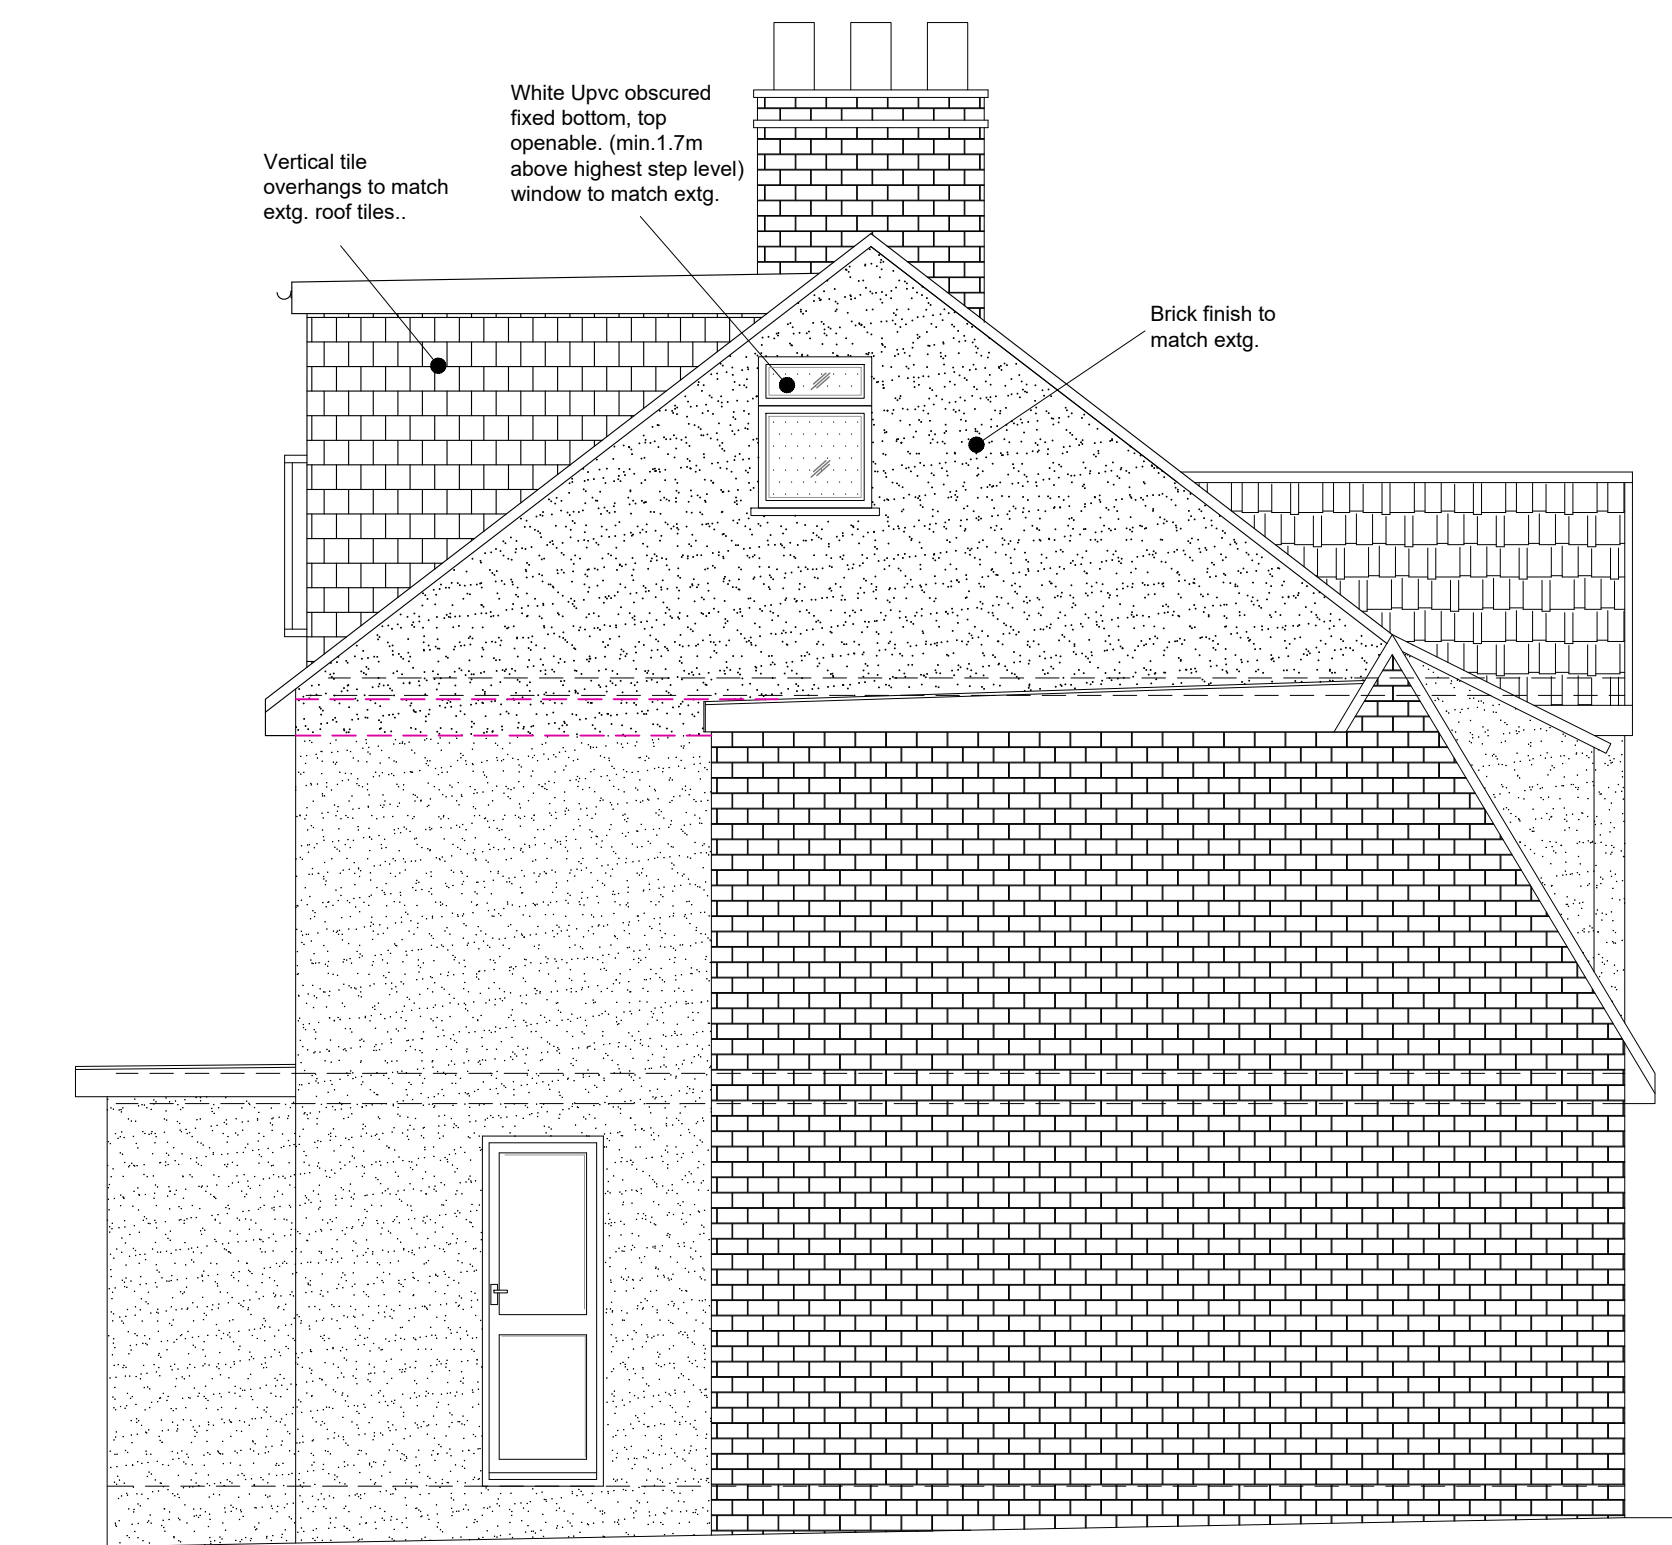 White Upvc obscured
fixed bottom, top
openable. (min.1.7m
above highest step level)
window to match extg.
Vertical tile
overhangs to match
extg. roof tiles..
Brick finish to
match extg.